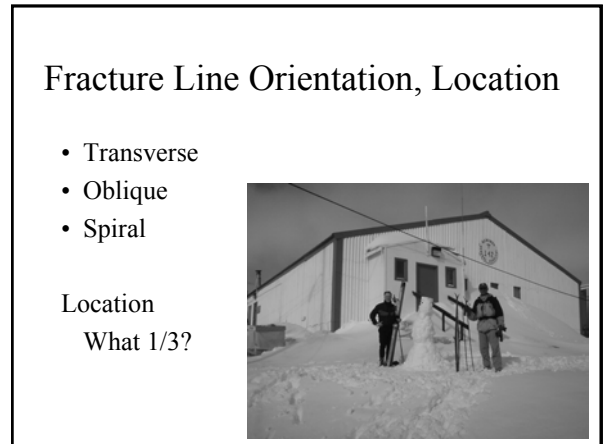 Fracture Line Orientation, Location
• Transverse
• Oblique
• Spiral
Location
What 1/3?